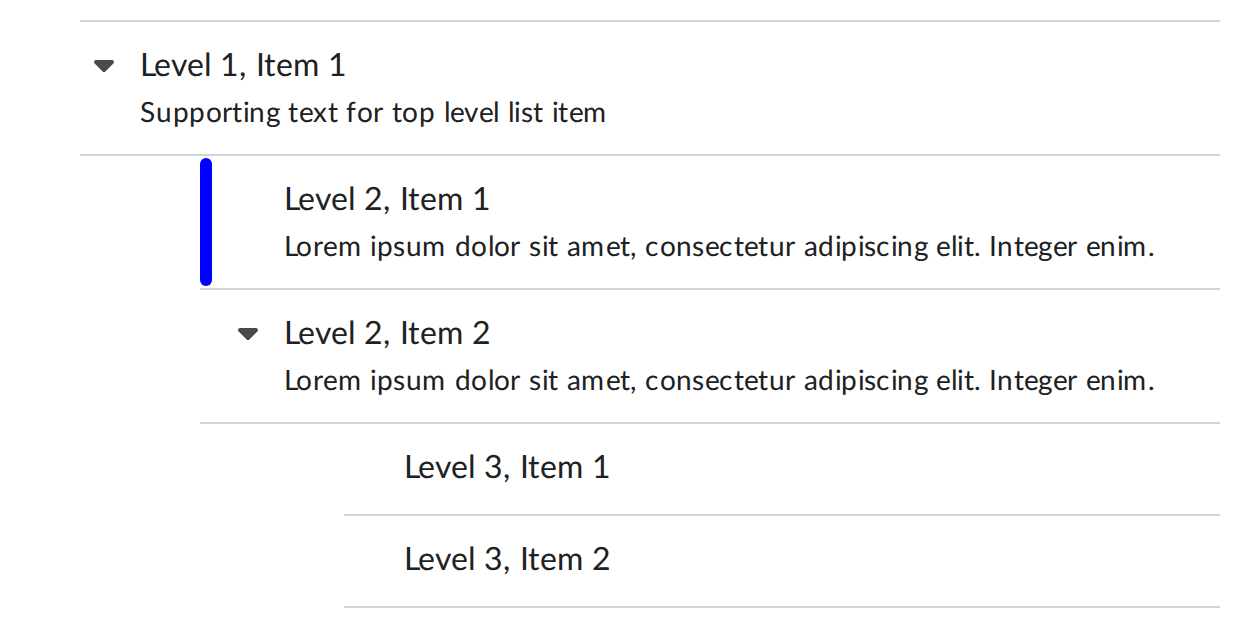 Level 1, Item 1
Supporting text for top level list item
Level 2, Item 1
Lorem ipsum dolor sit amet, consectetur adipiscing elit. Integer enim.
Level 2, Item 2
Lorem ipsum dolor sit amet, consectetur adipiscing elit. Integer enim.
Level 3, Item 1
Level 3, Item 2